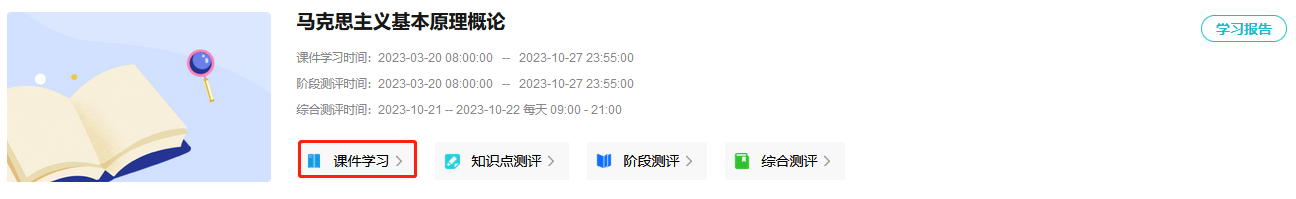 马克思主义基本原理概论
学习报告
课件学习时间：2023-03-20 08:00:00 -- 2023-10-27 23:55:00
阶段测评时间：2023-03-20 08:00:00 -- 2023-10-27 23:55:00
综合测评时间：2023-10-21 -- 2023-10-22 每天 09:00 - 21:00
课件学习 知识点测评 阶段测评 综合测评